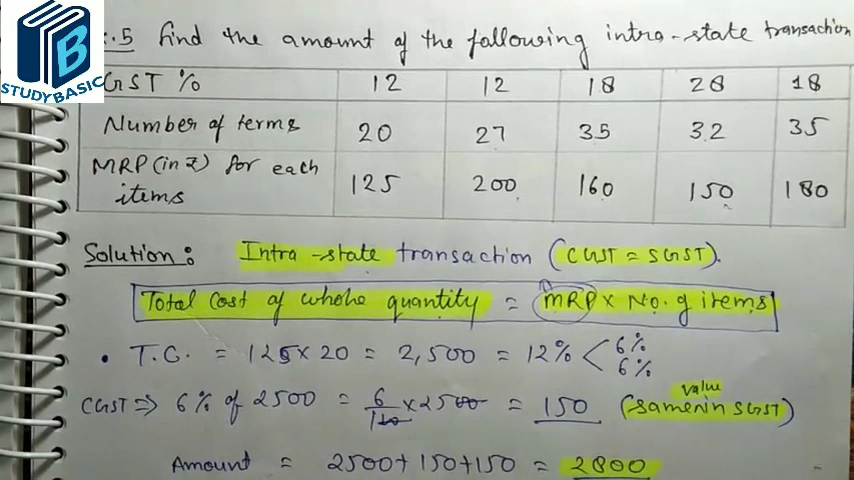 B
STUDYBASIC
:.5 find the amount of the following intra-state transaction
GST % 12 12 18 28 18
Number of terms 20 27 35 32 35
MRP (in ₹) for each items 125 200 160 150 180
Solution: Intra-state transaction (CGST = SGST).
Total cost of whole quantity = MRP × No. of items
• T.C. = 125 × 20 = 2,500 = 12% < 6% 6%
CGST ⇒ 6% of 2500 = 6/100 × 2500 = 150 (same value in SGST)
Amount = 2500 + 150 + 150 = 2800